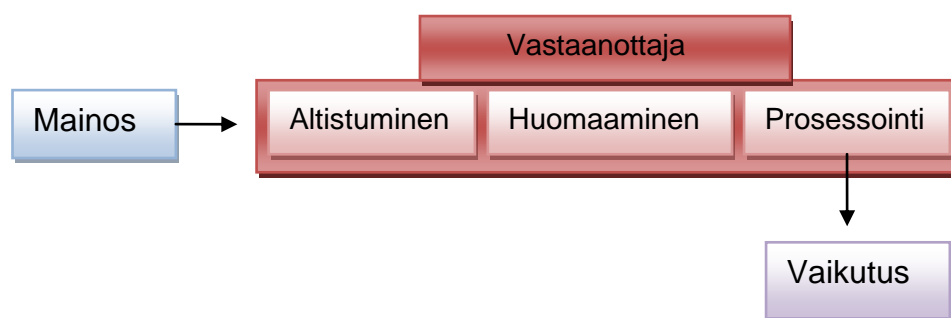 Vastaanottaja
Mainos
Altistuminen
Huomaaminen
Prosessointi
Vaikutus